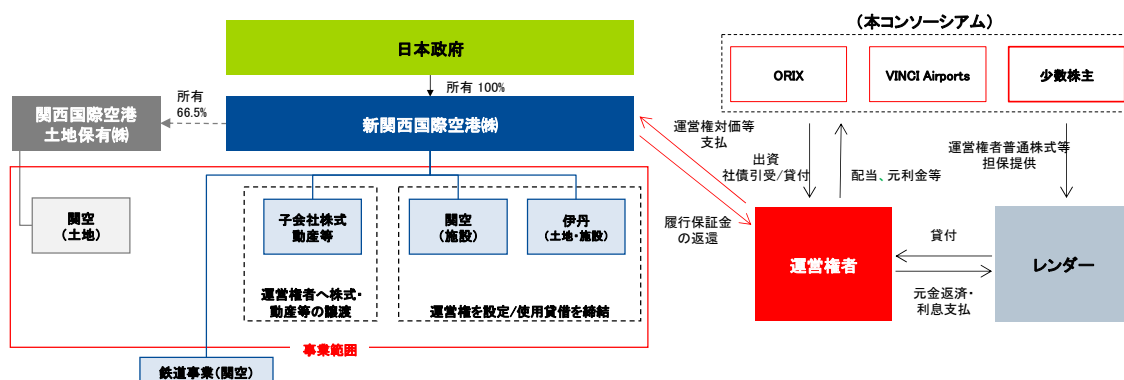 (本コンソーシアム)
日本政府
ORIX
VINCI Airports
少数株主
所有 100%
所有
66.5%
関西国際空港
土地保有㈱
新関西国際空港㈱
運営権対価等
支払
出資
社債引受/貸付
配当、元利金等
運営権者普通株式等
担保提供
関空
(土地)
子会社株式
動産等
関空
(施設)
伊丹
(土地・施設)
履行保証金
の返還
運営権者
貸付
レンダー
元金返済・
利息支払
運営権者へ株式・
動産等の譲渡
運営権を設定/使用貸借を締結
事業範囲
鉄道事業(関空)